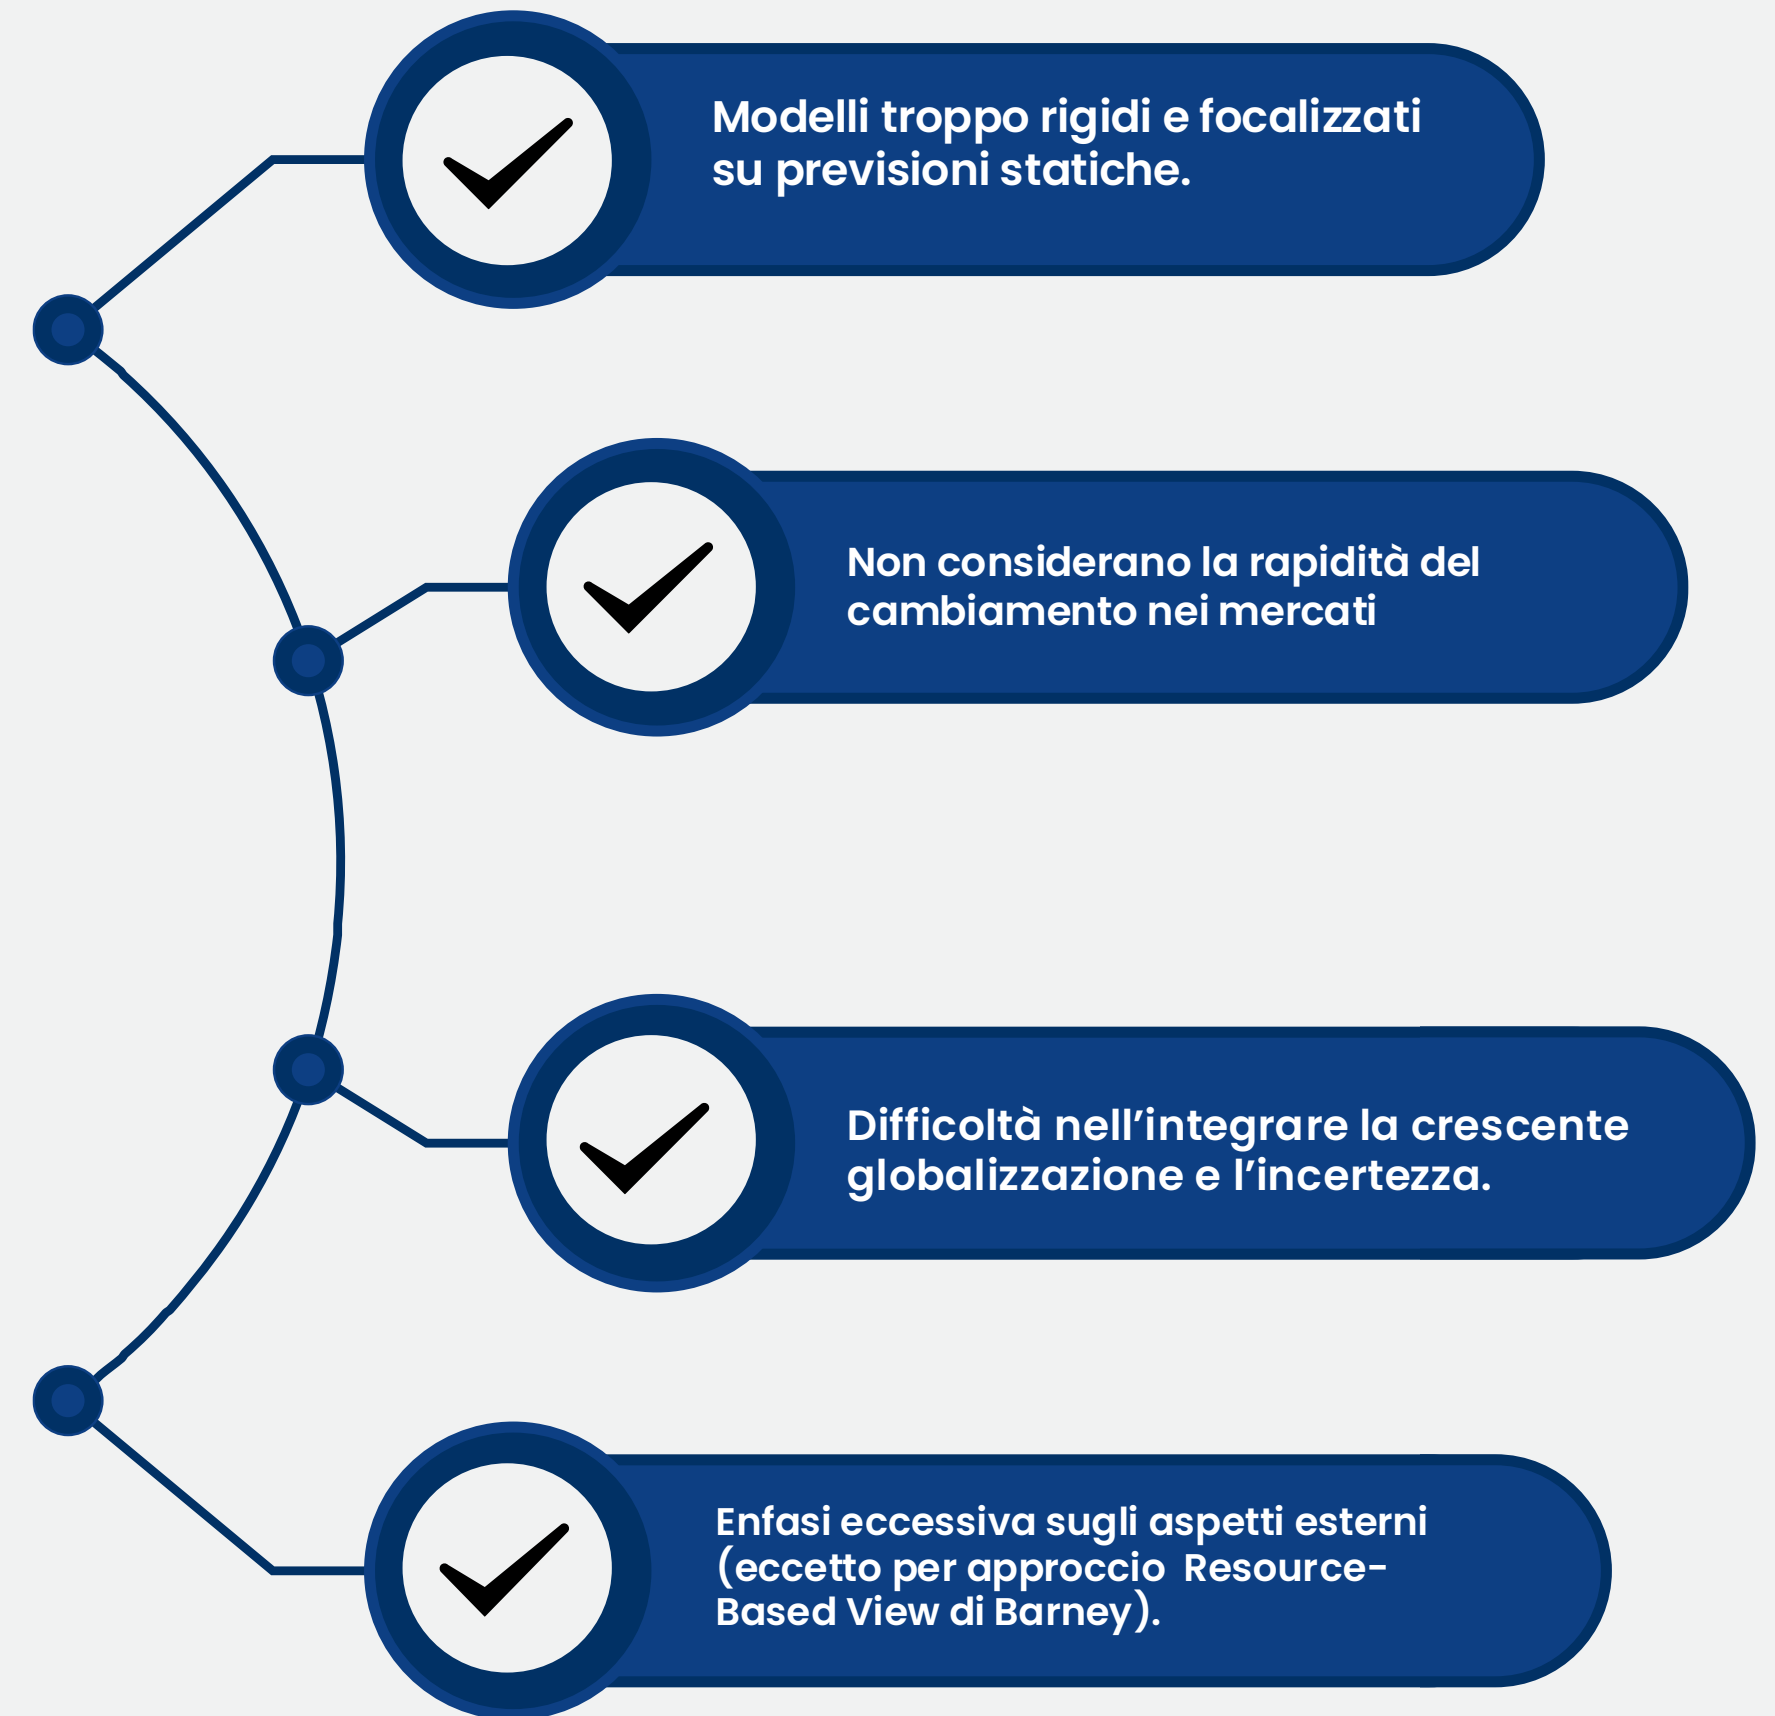 Modelli troppo rigidi e focalizzati
su previsioni statiche.
Non considerano la rapidità del
cambiamento nei mercati
Difficoltà nell’integrare la crescente
globalizzazione e l’incertezza.
Enfasi eccessiva sugli aspetti esterni
(eccetto per approccio  Resource-
Based View di Barney).